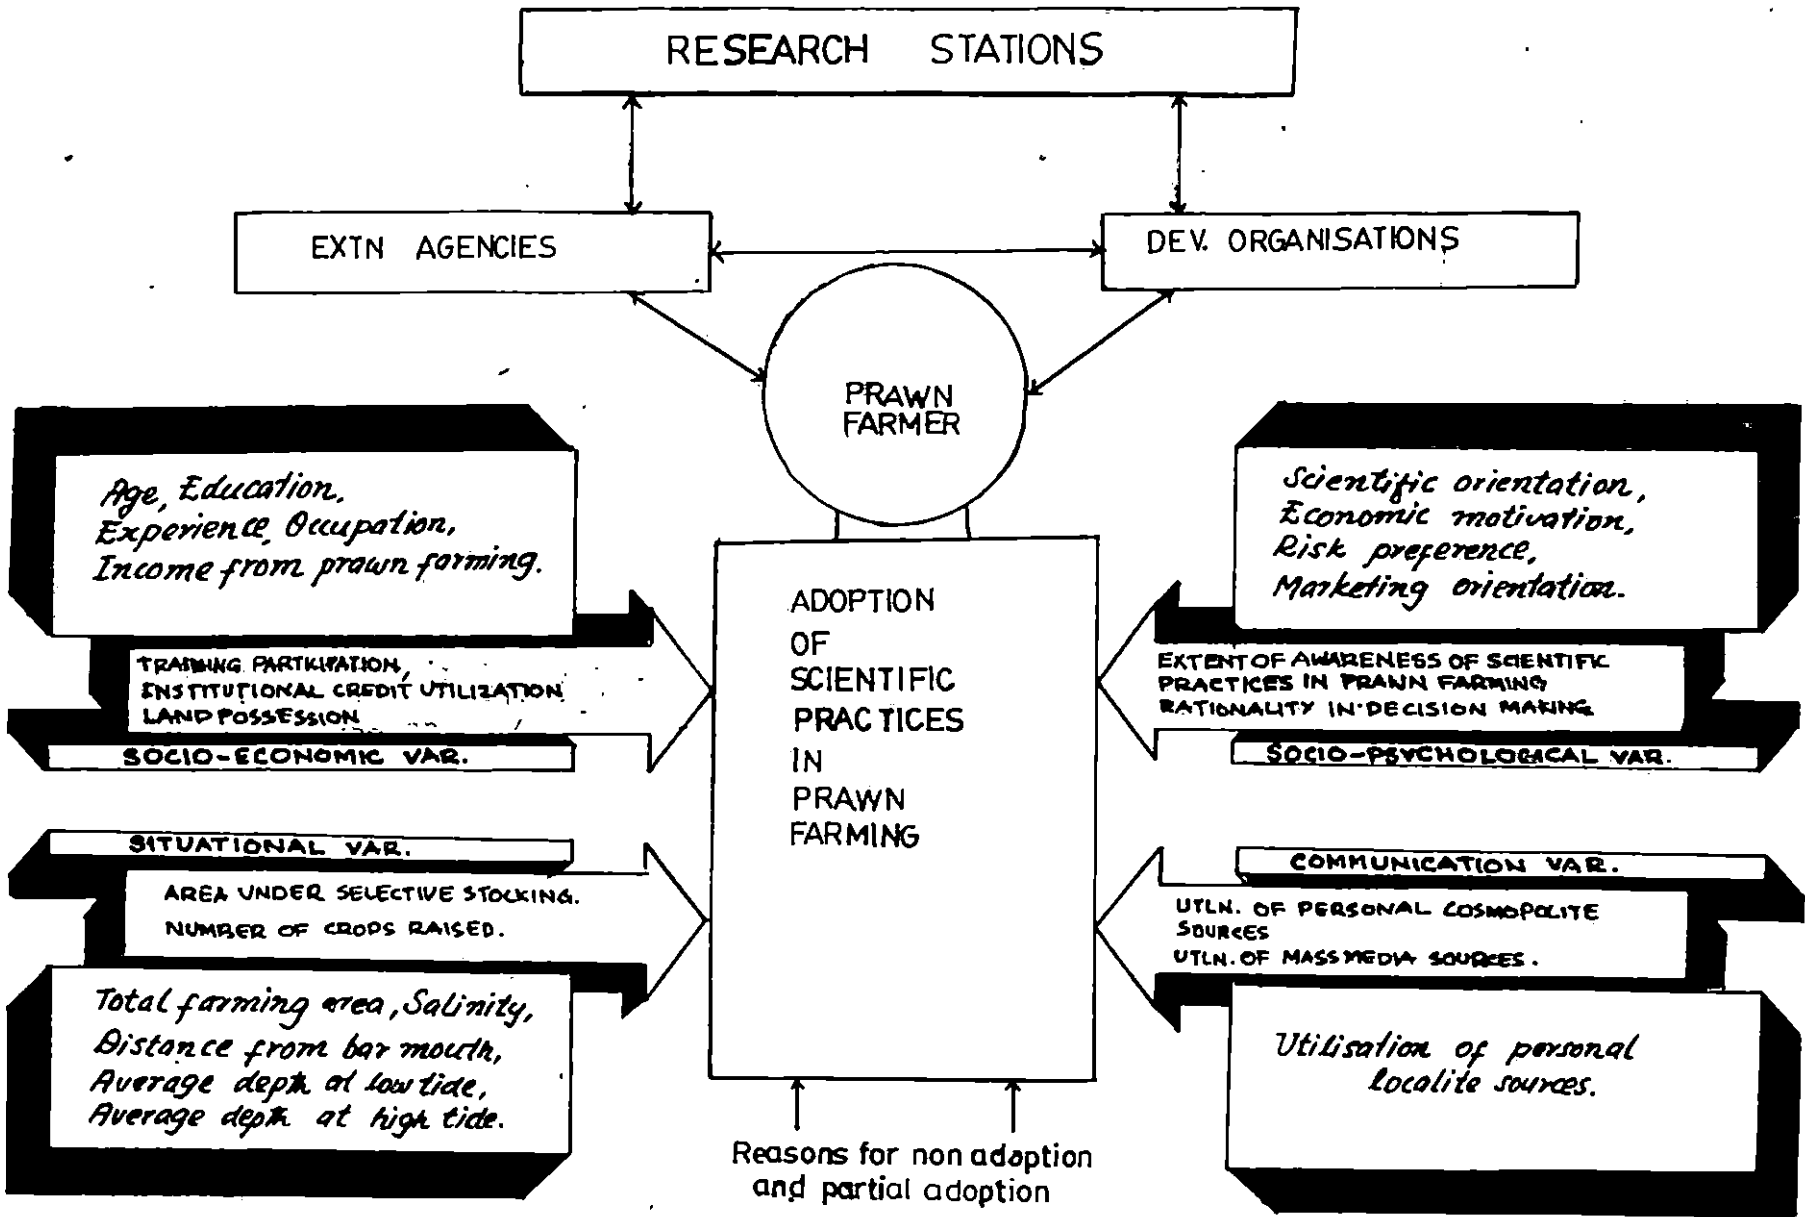 RESEARCH STATIONS
EXTN AGENCIES
DEV. ORGANISATIONS
PRAWN
FARMER
Age, Education,
Experience, Occupation,
Income from prawn farming.
TRAINING PARTICIPATION,
INSTITUTIONAL CREDIT UTILIZATION
LAND POSSESSION
SOCIO-ECONOMIC VAR.
Scientific orientation,
Economic motivation,
Risk preference,
Marketing orientation.
EXTENT OF AWARENESS OF SCIENTIFIC
PRACTICES IN PRAWN FARMING
RATIONALITY IN DECISION MAKING
SOCIO-PSYCHOLOGICAL VAR.
ADOPTION
OF
SCIENTIFIC
PRACTICES
IN
PRAWN
FARMING
SITUATIONAL VAR.
AREA UNDER SELECTIVE STOCKING.
NUMBER OF CROPS RAISED.
Total farming area, Salinity,
Distance from bar mouth,
Average depth at low tide,
Average depth at high tide.
COMMUNICATION VAR.
UTLN. OF PERSONAL COSMOPOLITE
SOURCES
UTLN. OF MASS MEDIA SOURCES.
Utilisation of personal
localite sources.
Reasons for non adoption
and partial adoption